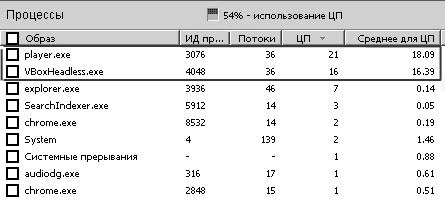 Процессы 54% - использование ЦП
Образ ИД пр... Потоки ЦП Среднее для ЦП
player.exe 3076 36 21 18.09
VBoxHeadless.exe 4048 36 16 16.39
explorer.exe 3936 46 7 0.14
SearchIndexer.exe 5912 14 3 0.05
chrome.exe 8532 14 2 0.19
System 4 139 2 1.46
Системные прерывания - - 1 0.88
audiodg.exe 316 17 1 0.61
chrome.exe 2848 15 1 0.51